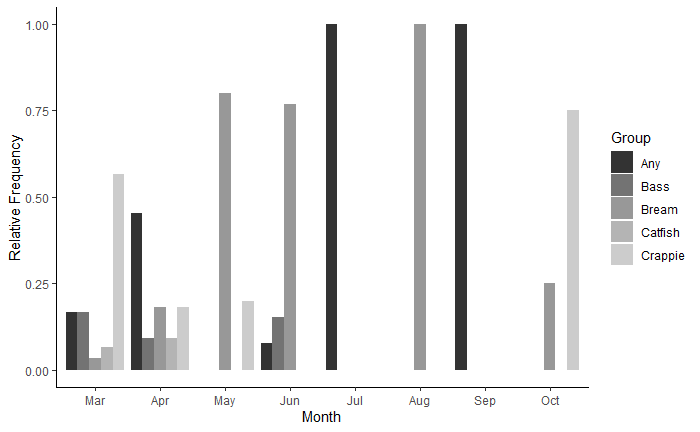 1.00
0.75
0.50
0.25
0.00
Relative Frequency
Mar Apr May Jun Jul Aug Sep Oct
Month
Group
Any
Bass
Bream
Catfish
Crappie